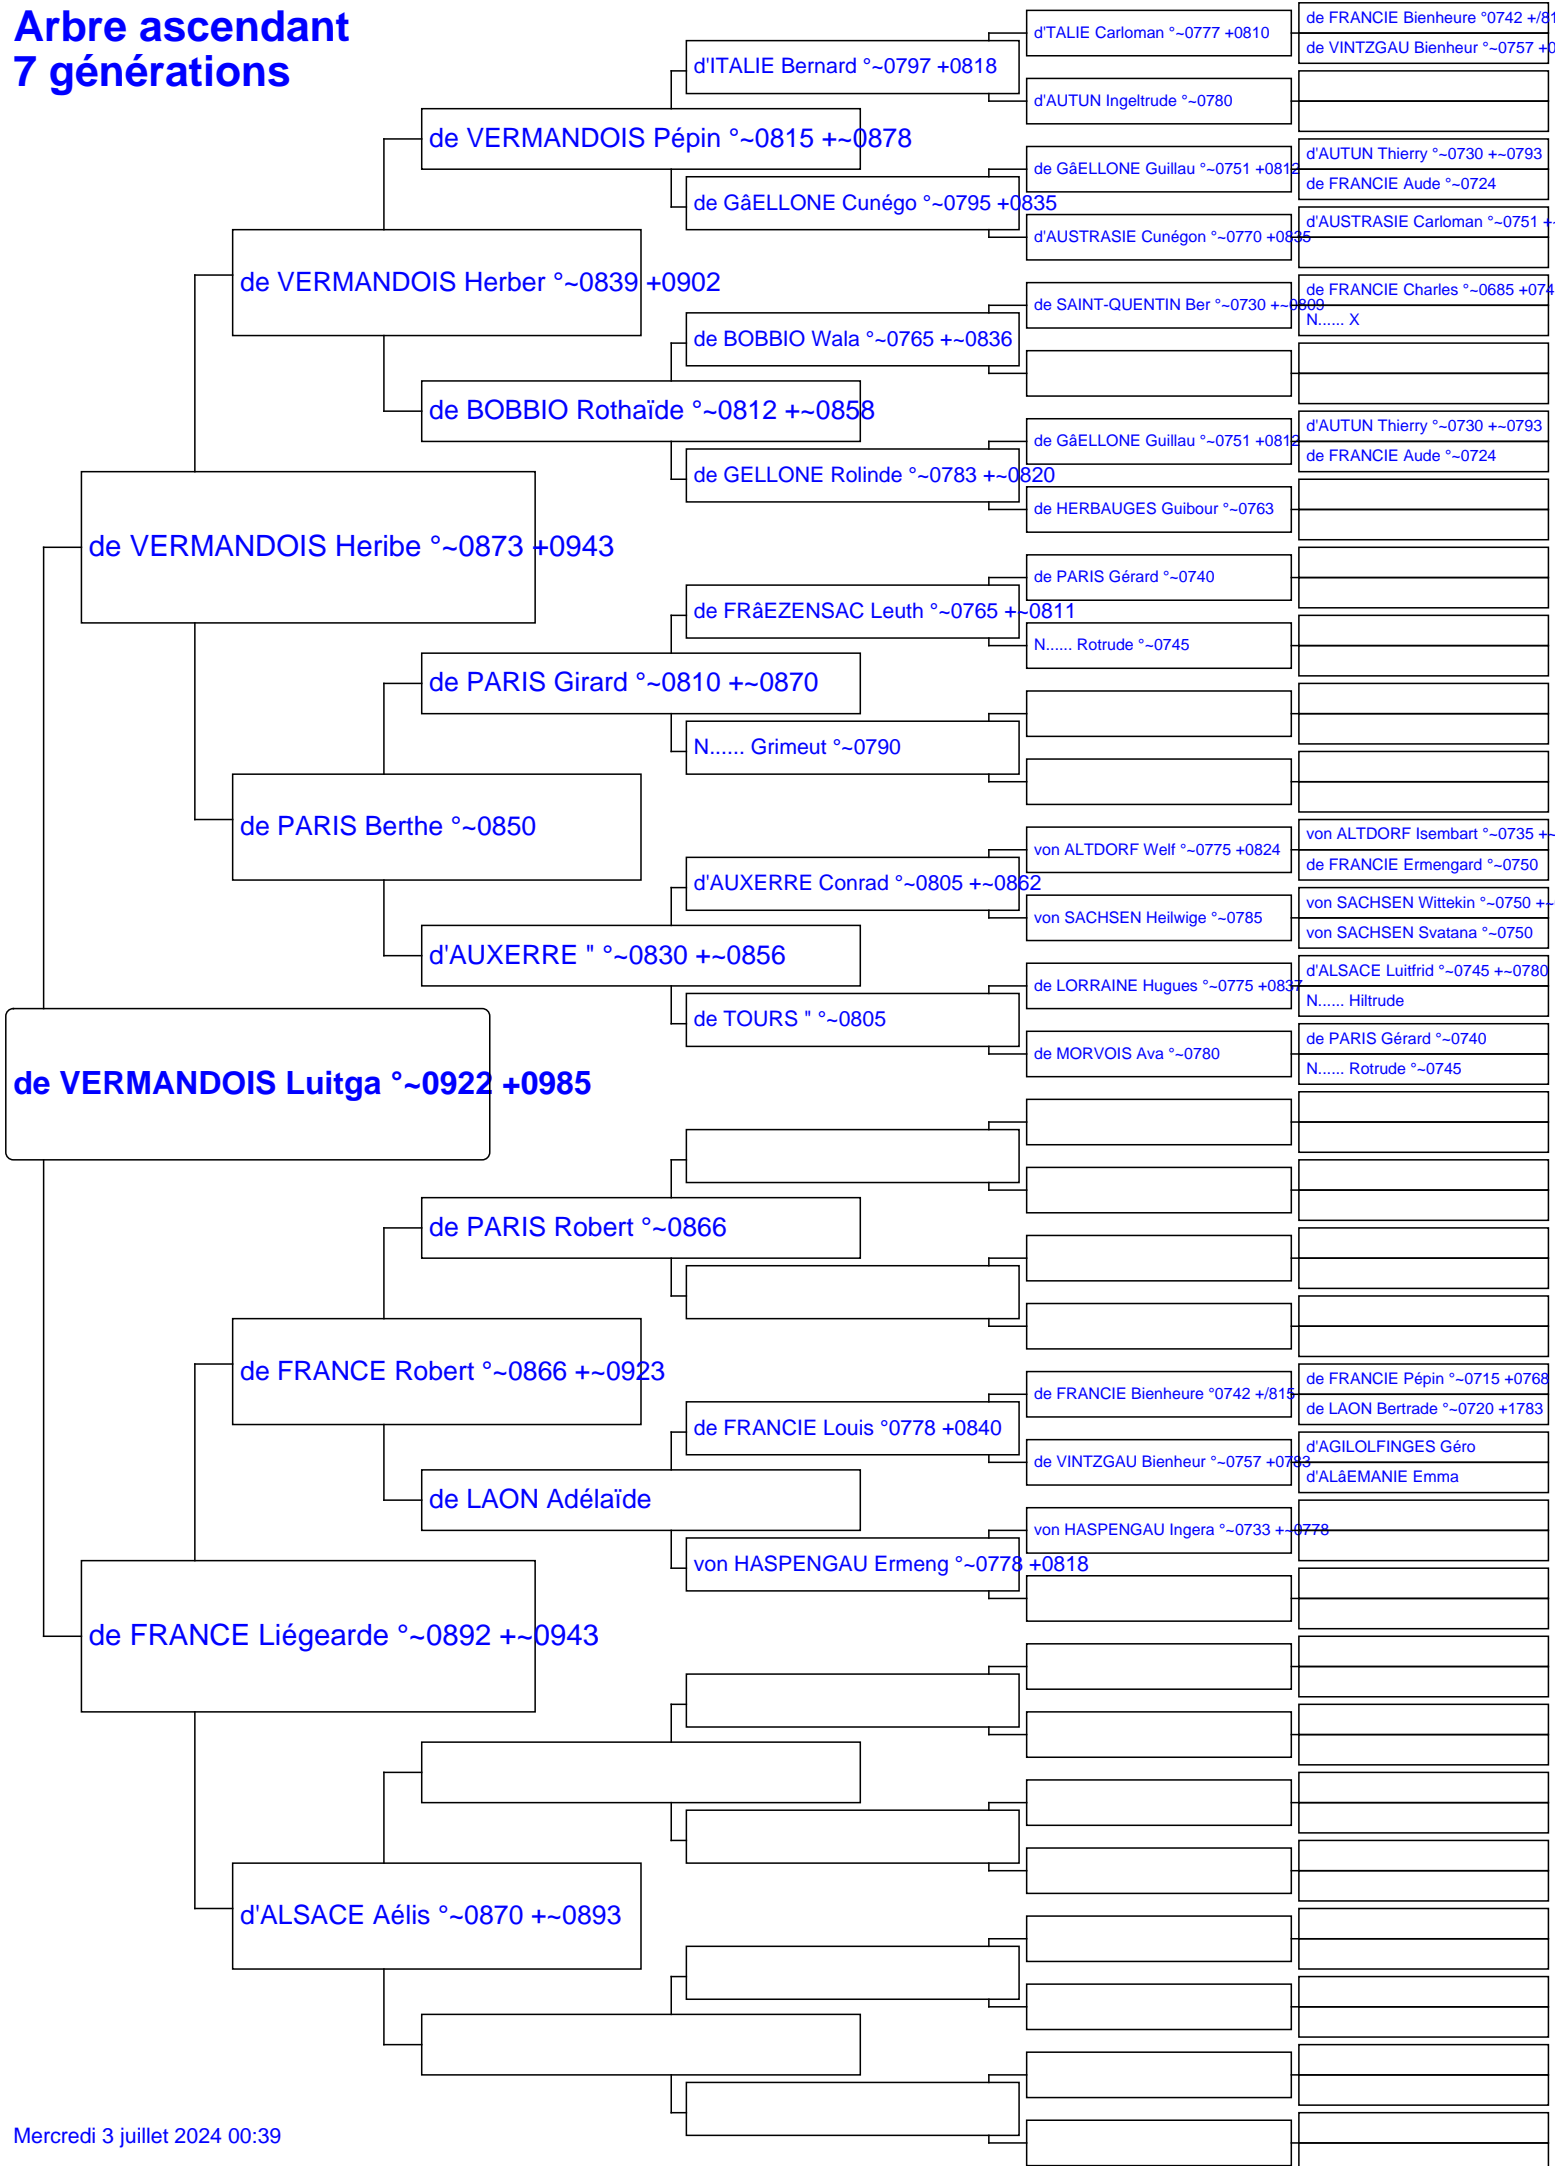 Arbre ascendant
7 générations
de VERMANDOIS Luitga °~0922 +0985
de VERMANDOIS Heribe °~0873 +0943
de FRANCE Liégearde °~0892 +~0943
de VERMANDOIS Herber °~0839 +0902
de PARIS Berthe °~0850
de FRANCE Robert °~0866 +~0923
d'ALSACE Aélis °~0870 +~0893
de VERMANDOIS Pépin °~0815 +~0878
de BOBBIO Rothaïde °~0812 +~0858
de PARIS Girard °~0810 +~0870
d'AUXERRE " °~0830 +~0856
de PARIS Robert °~0866
de LAON Adélaïde
d'ITALIE Bernard °~0797 +0818
de GâELLONE Cunégo °~0795 +0835
de BOBBIO Wala °~0765 +~0836
de GELLONE Rolinde °~0783 +~0820
de FRâEZENSAC Leuth °~0765 +~0811
N...... Grimeut °~0790
d'AUXERRE Conrad °~0805 +~0862
de TOURS " °~0805
de FRANCIE Louis °0778 +0840
von HASPENGAU Ermeng °~0778 +0818
d'TALIE Carloman °~0777 +0810
d'AUTUN Ingeltrude °~0780
de GâELLONE Guillau °~0751 +0812
d'AUSTRASIE Cunégon °~0770 +0835
de SAINT-QUENTIN Ber °~0730 +~0809
de GâELLONE Guillau °~0751 +0812
de HERBAUGES Guibour °~0763
de PARIS Gérard °~0740
N...... Rotrude °~0745
von ALTDORF Welf °~0775 +0824
von SACHSEN Heilwige °~0785
de LORRAINE Hugues °~0775 +0837
de MORVOIS Ava °~0780
de FRANCIE Bienheure °0742 +/815
de VINTZGAU Bienheur °~0757 +0783
von HASPENGAU Ingera °~0733 +~0778
de FRANCIE Bienheure °0742 +/81
de VINTZGAU Bienheur °~0757 +0
d'AUTUN Thierry °~0730 +~0793
de FRANCIE Aude °~0724
d'AUSTRASIE Carloman °~0751 +~
de FRANCIE Charles °~0685 +074
N...... X
d'AUTUN Thierry °~0730 +~0793
de FRANCIE Aude °~0724
von ALTDORF Isembart °~0735 +~
de FRANCIE Ermengard °~0750
von SACHSEN Wittekin °~0750 +~
von SACHSEN Svatana °~0750
d'ALSACE Luitfrid °~0745 +~0780
N...... Hiltrude
de PARIS Gérard °~0740
N...... Rotrude °~0745
de FRANCIE Pépin °~0715 +0768
de LAON Bertrade °~0720 +1783
d'AGILOLFINGES Géro
d'ALâEMANIE Emma
Mercredi 3 juillet 2024 00:39